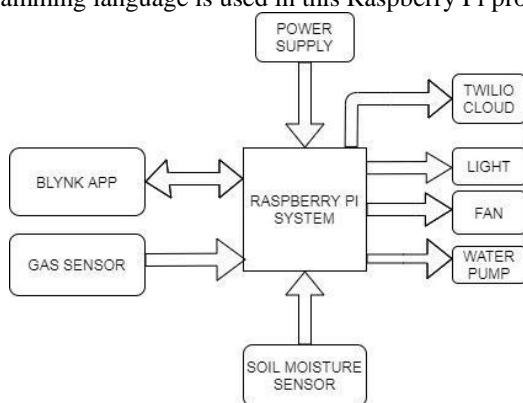 amming language is used in this Raspberry Pi pro
POWER
SUPPLY
TWILIO
CLOUD
BLYNK APP
RASPBERRY PI
SYSTEM
LIGHT
FAN
GAS SENSOR
WATER
PUMP
SOIL MOISTURE
SENSOR